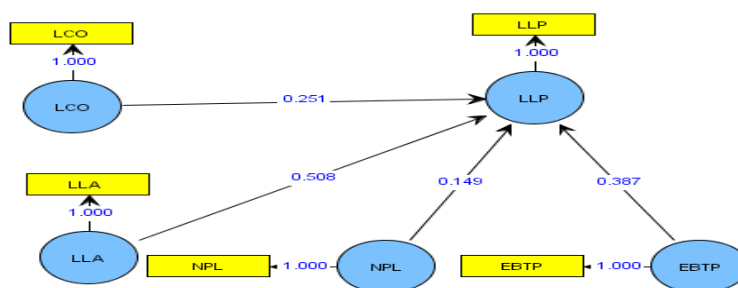 LCO
1.000
LCO
LLP
1.000
LLP
0.251
0.508
0.149
0.387
LLA
1.000
LLA
NPL
1.000
NPL
EBTP
1.000
EBTP